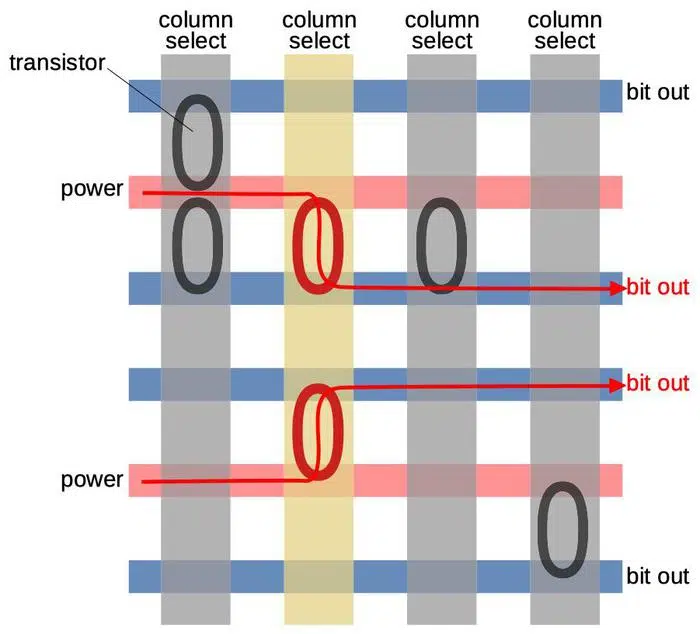 column
select
column
select
column
select
column
select
transistor
bit out
power
bit out
bit out
power
bit out